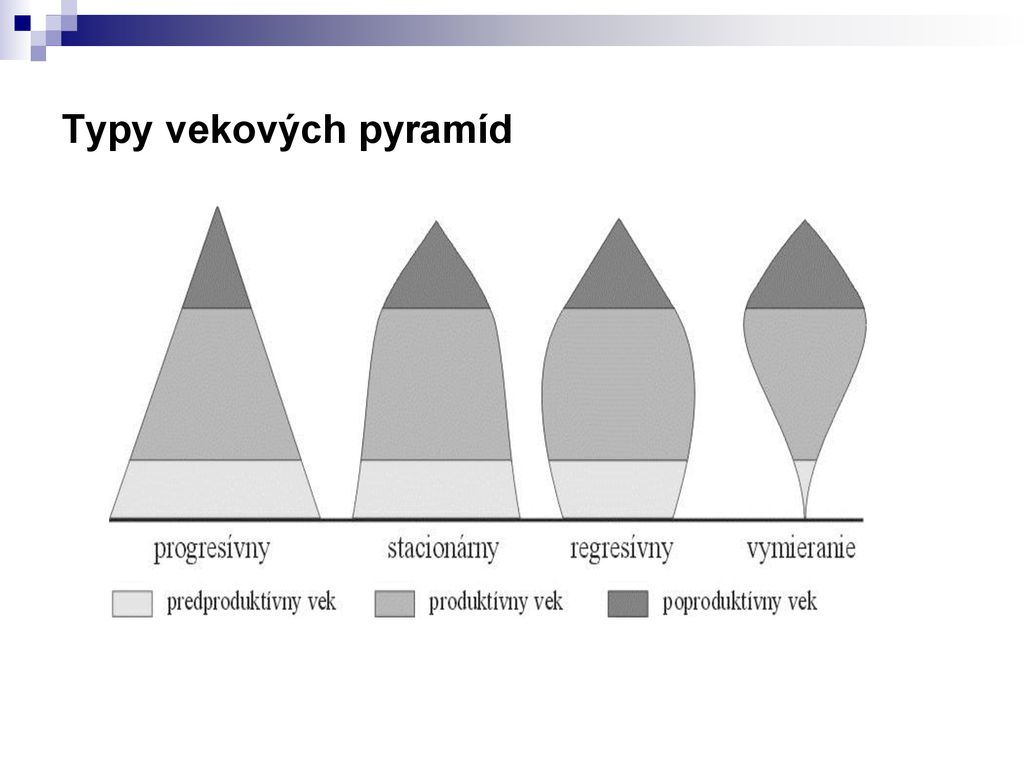 Typy vekových pyramíd
progresívny stacionárny regresívny vymieranie
predproduktívny vek produktívny vek poproduktívny vek